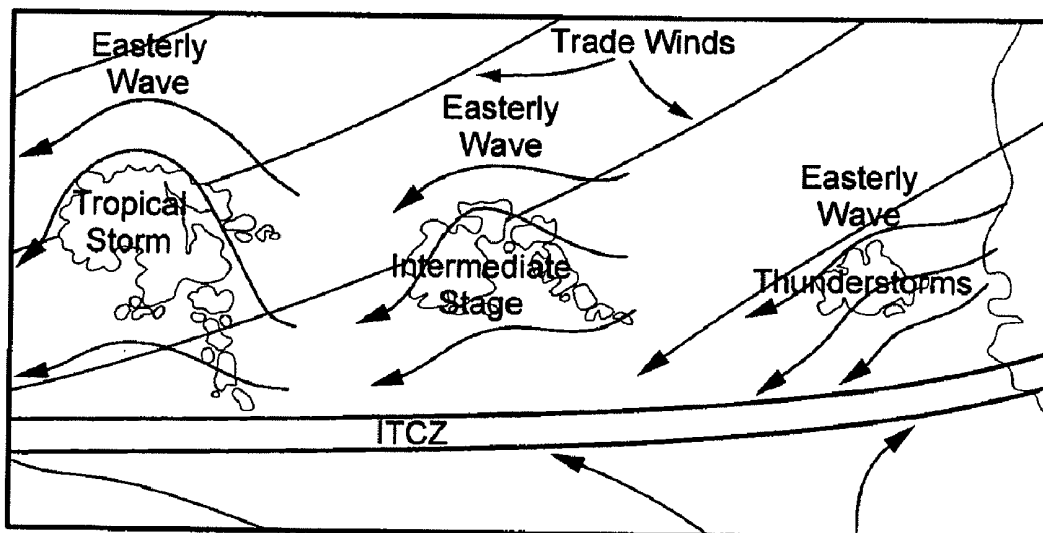 Easterly
Wave
Trade Winds
Easterly
Wave
Easterly
Wave
Tropical
Storm
Intermediate
Stage
Thunderstorms
ITCZ